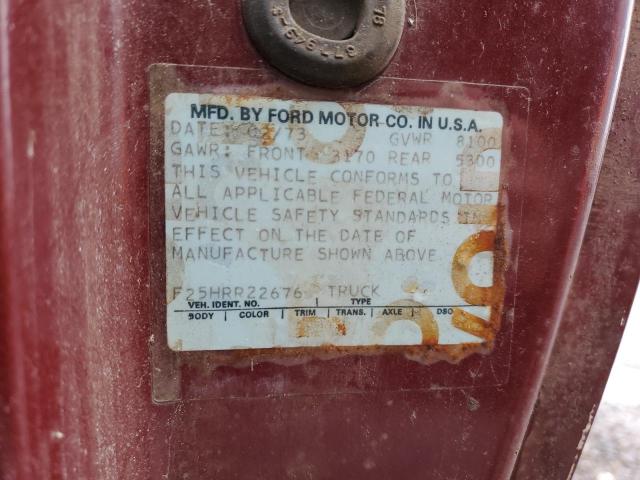 MFD. BY FORD MOTOR CO. IN U.S.A.
DATE: 02/73 GVWR 8100
GAWR: FRONT 3170 REAR 5300
THIS VEHICLE CONFORMS TO
ALL APPLICABLE FEDERAL MOTOR
VEHICLE SAFETY STANDARDS IN
EFFECT ON THE DATE OF
MANUFACTURE SHOWN ABOVE
F25HRR22676 TRUCK
VEH. IDENT. NO. TYPE
BODY COLOR TRIM TRANS. AXLE DSO